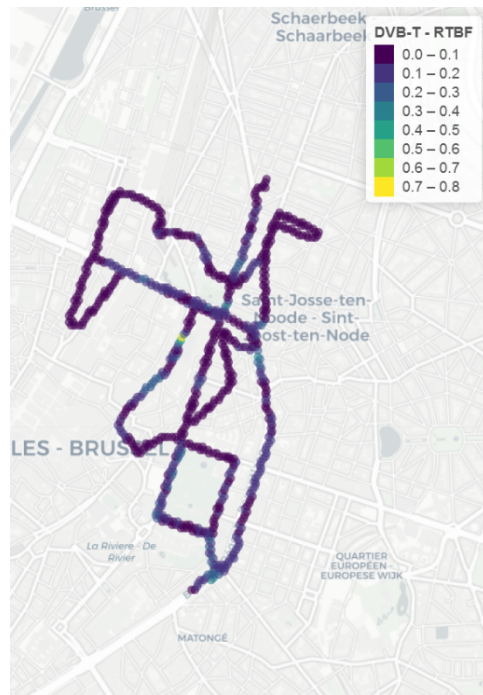 Schaerbeek -
Schaarbeek
DVB-T - RTBF
0.0 – 0.1
0.1 – 0.2
0.2 – 0.3
0.3 – 0.4
0.4 – 0.5
0.5 – 0.6
0.6 – 0.7
0.7 – 0.8
Saint-Josse-ten-
Noode - Sint-
Joost-ten-Node
LES - BRUSSEL
La Riviere - De
Rivier
QUARTIER
EUROPÉEN -
EUROPESE WIJK
MATONGÉ